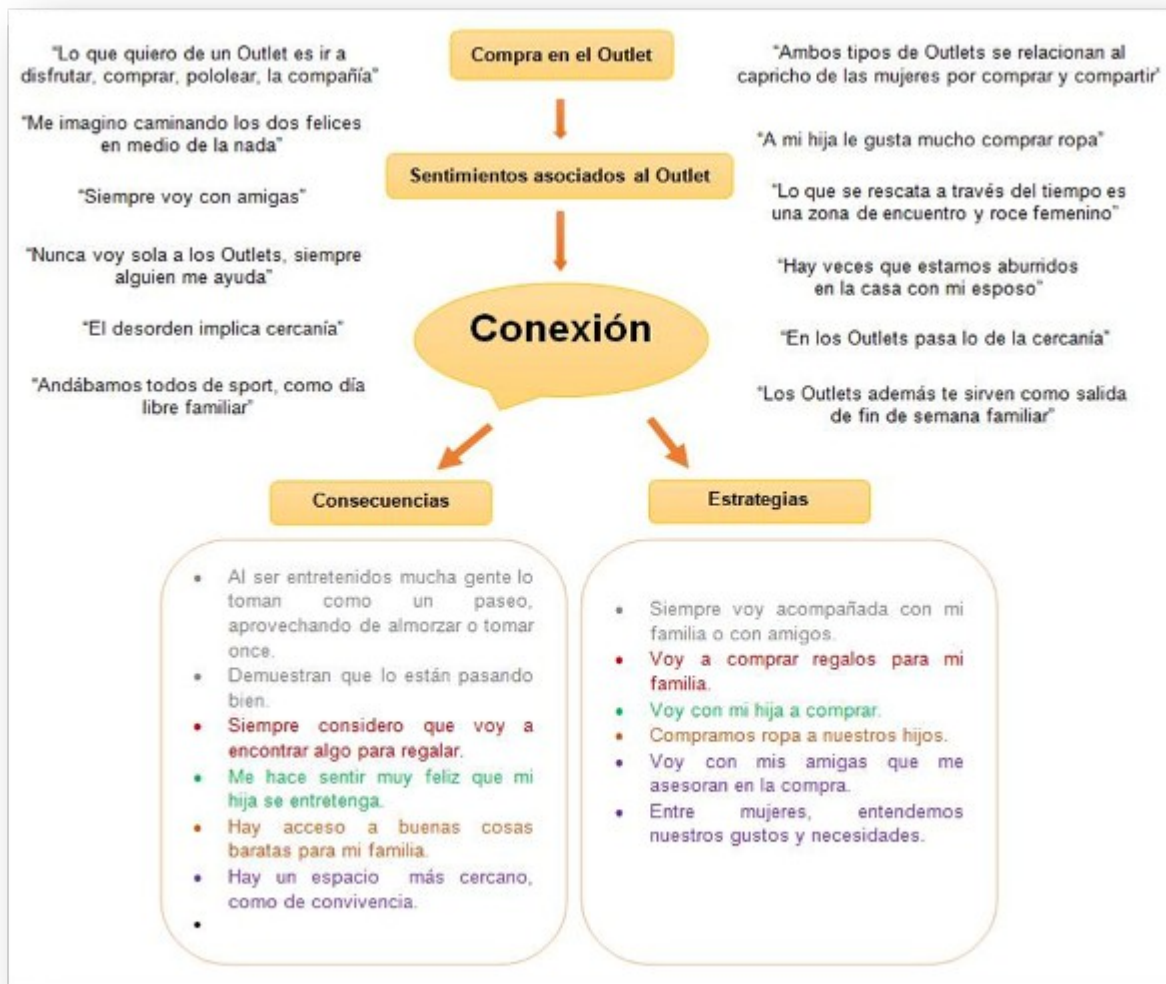 Compra en el Outlet
“Lo que quiero de un Outlet es ir a
disfrutar, comprar, pololear, la compañía”
“Me imagino caminando los dos felices
en medio de la nada”
“Siempre voy con amigas”
“Nunca voy sola a los Outlets, siempre
alguien me ayuda”
“El desorden implica cercanía”
“Andábamos todos de sport, como día
libre familiar”
“Ambos tipos de Outlets se relacionan al
capricho de las mujeres por comprar y compartir”
“A mi hija le gusta mucho comprar ropa”
“Lo que se rescata a través del tiempo es
una zona de encuentro y roce femenino”
“Hay veces que estamos aburridos
en la casa con mi esposo”
“En los Outlets pasa lo de la cercanía”
“Los Outlets además te sirven como salida
de fin de semana familiar”
Sentimientos asociados al Outlet
Conexión
Consecuencias
• Al ser entretenidos mucha gente lo
toman como un paseo,
aprovechando de almorzar o tomar
once.
• Demuestran que lo están pasando
bien.
• Siempre considero que voy a
encontrar algo para regalar.
• Me hace sentir muy feliz que mi
hija se entretenga.
• Hay acceso a buenas cosas
baratas para mi familia.
• Hay un espacio más cercano,
como de convivencia.
•
Estrategias
• Siempre voy acompañada con mi
familia o con amigos.
• Voy a comprar regalos para mi
familia.
• Voy con mi hija a comprar.
• Compramos ropa a nuestros hijos.
• Voy con mis amigas que me
asesoran en la compra.
• Entre mujeres, entendemos
nuestros gustos y necesidades.